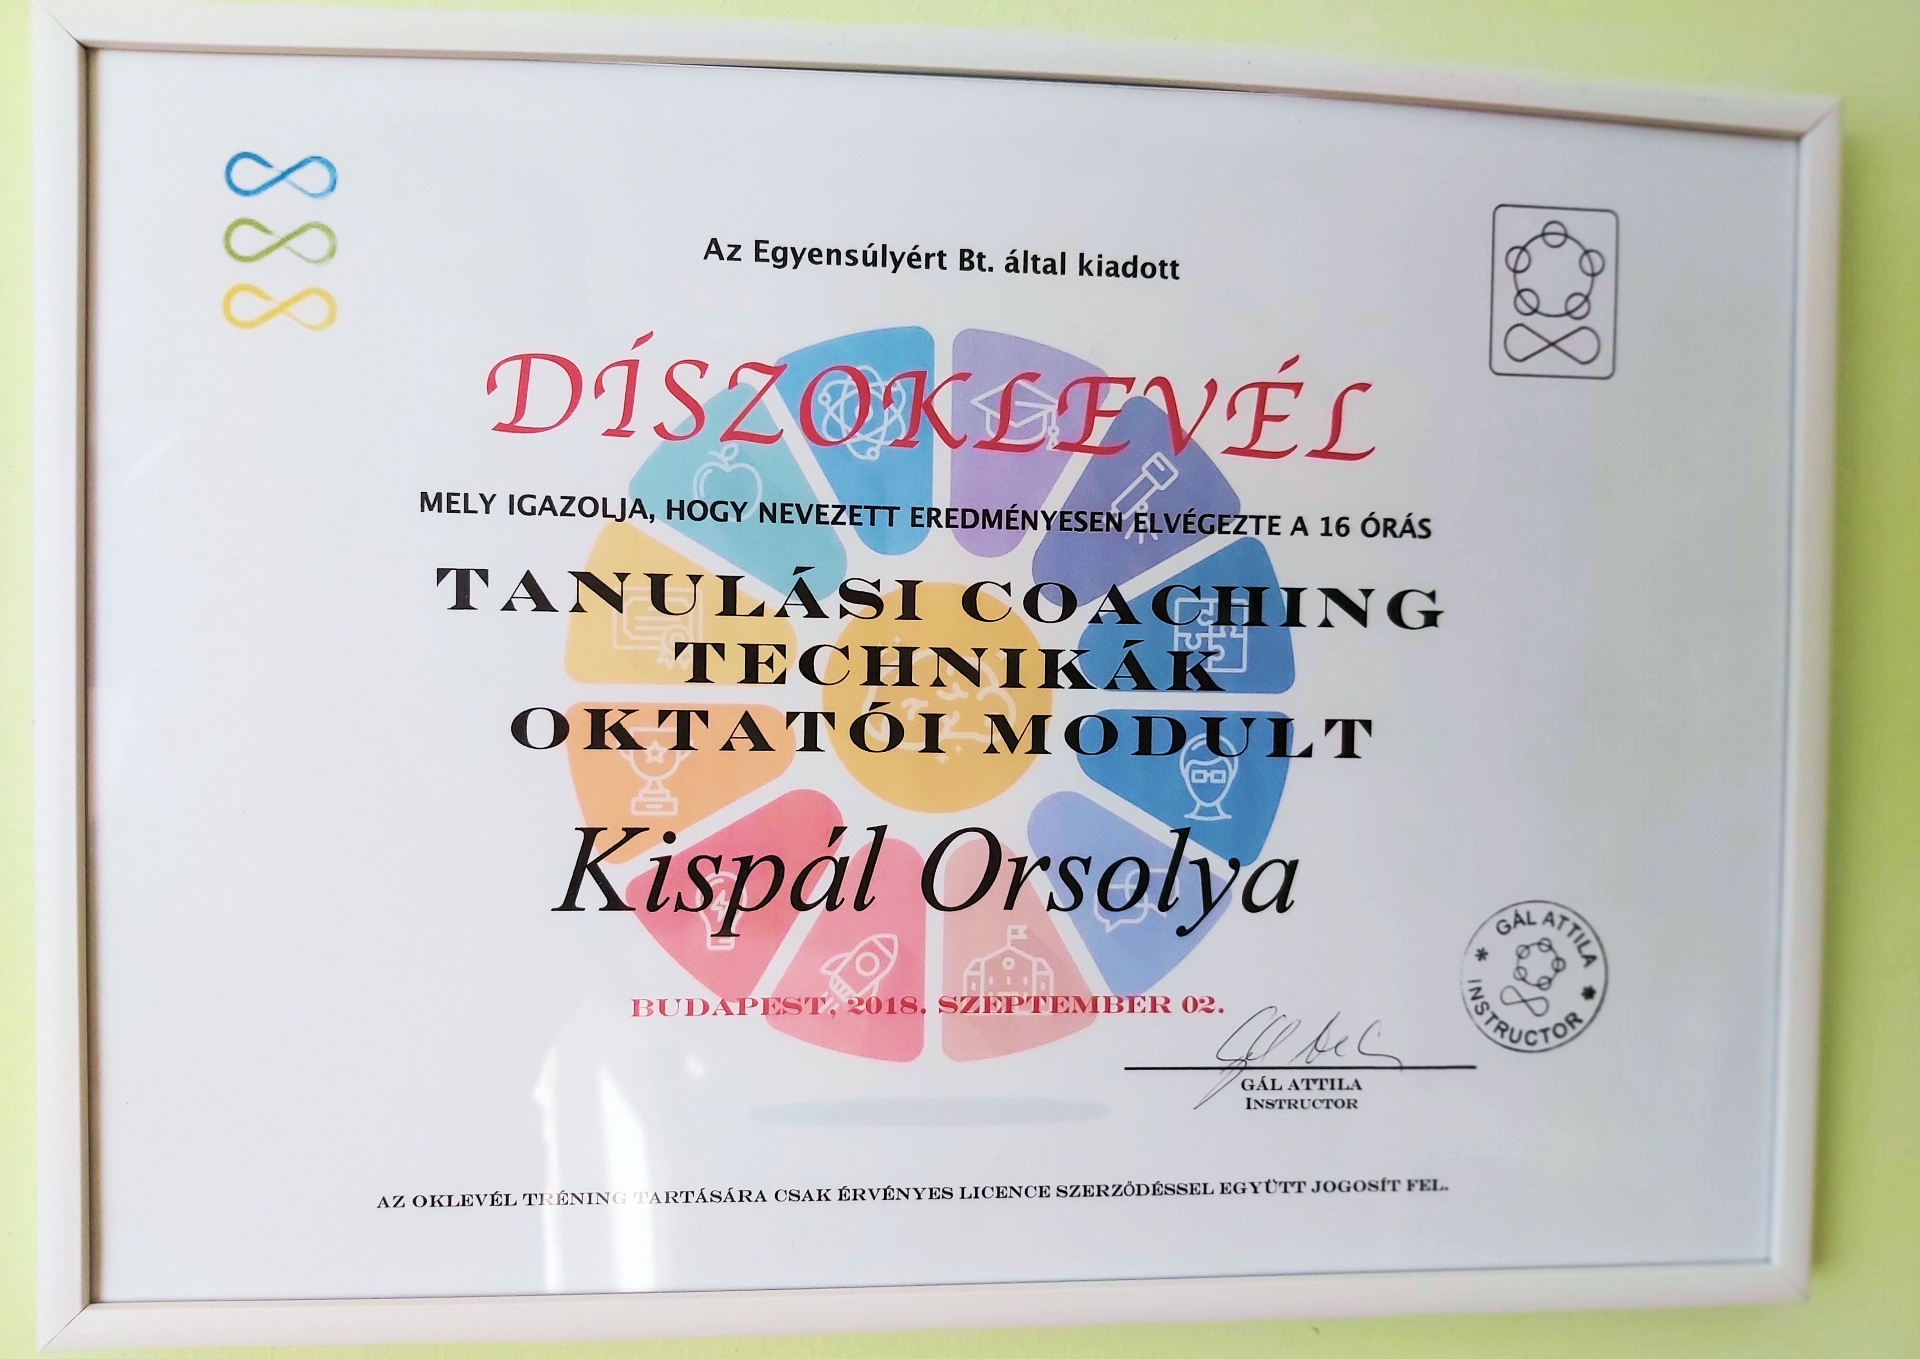 Az Egyensúlyért Bt. által kiadott
DÍSZOKLEVÉL
MELY IGAZOLJA, HOGY NEVEZETT EREDMÉNYESEN ELVÉGEZTE A 16 ÓRÁS
TANULÁSI COACHING
TECHNIKÁK
OKTATÓI MODULT
Kispál Orsolya
BUDAPEST, 2018. SZEPTEMBER 02.
GÁL ATTILA
INSTRUCTOR
GÁL ATTILA
INSTRUCTOR
AZ OKLEVÉL TRÉNING TARTÁSÁRA CSAK ÉRVÉNYES LICENCE SZERZŐDÉSSEL EGYÜTT JOGOSÍT FEL.